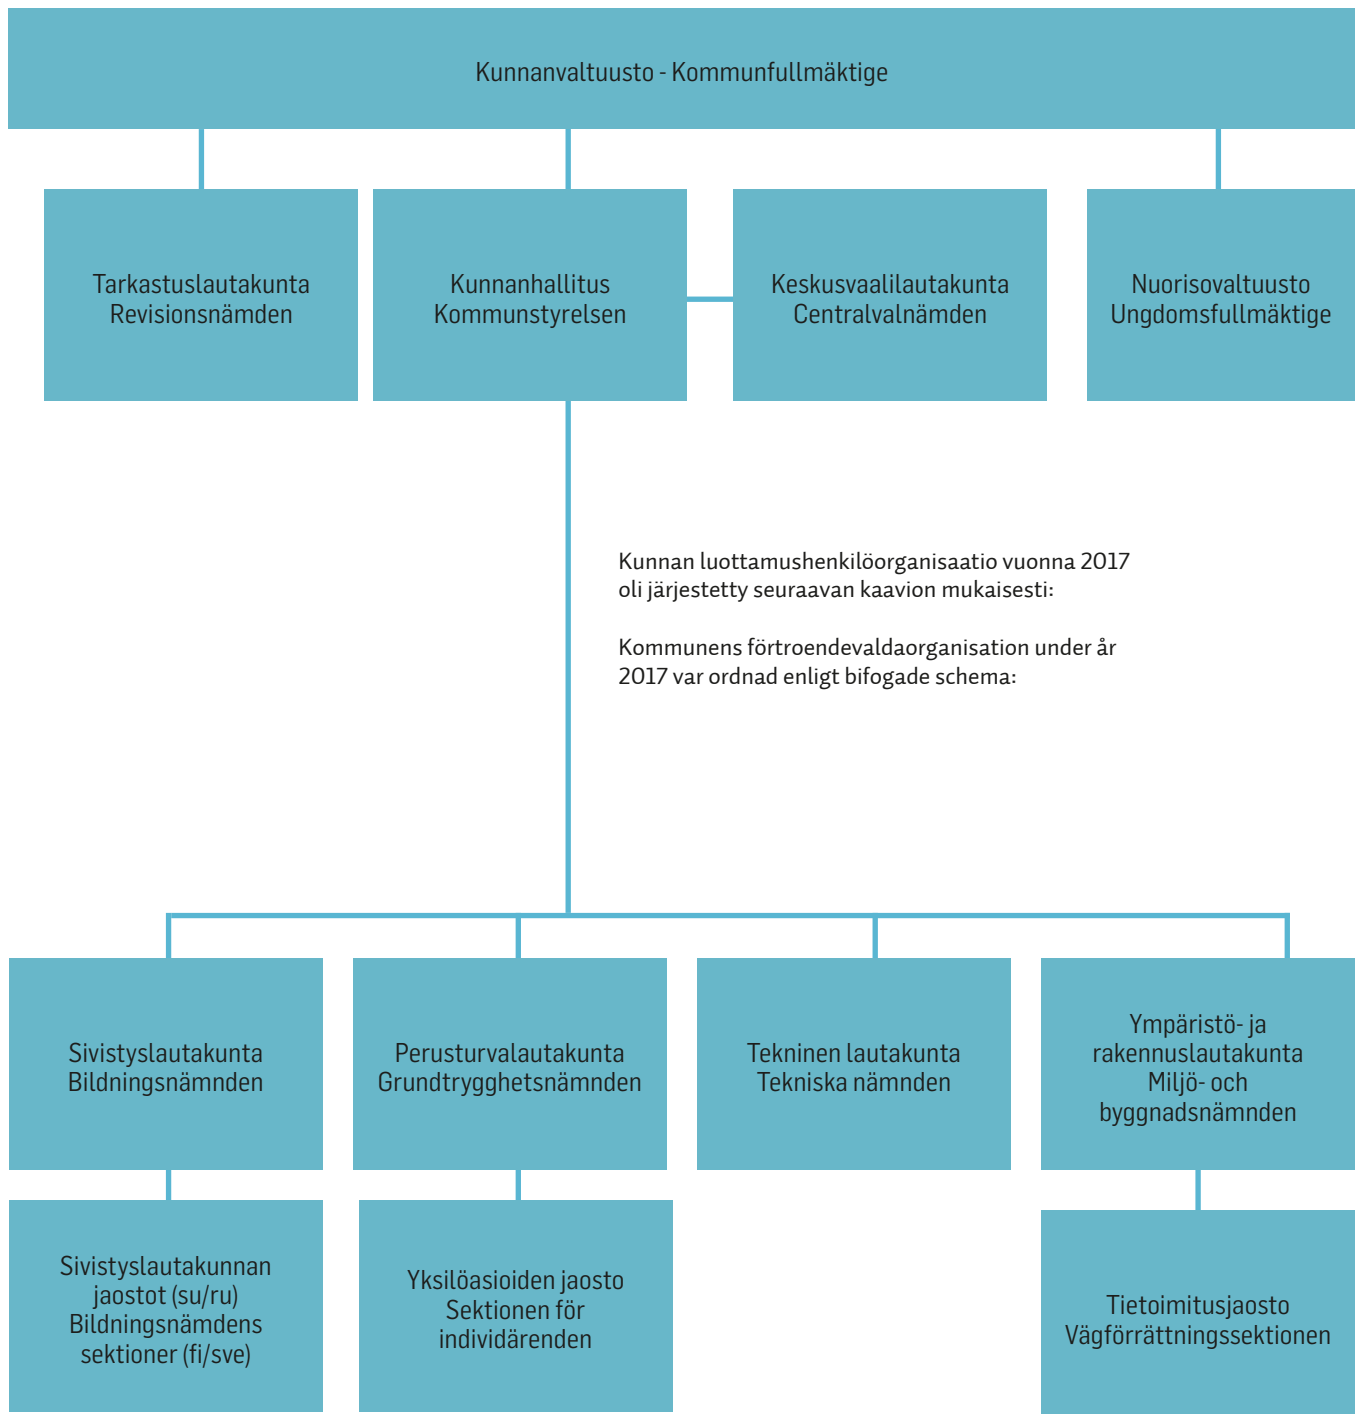 Kunnanvaltuusto - Kommunfullmäktige
Tarkastuslautakunta
Revisionsnämden
Kunnanhallitus
Kommunstyrelsen
Keskusvaalilautakunta
Centralvalnämden
Nuorisovaltuusto
Ungdomsfullmäktige
Kunnan luottamushenkilöorganisaatio vuonna 2017
oli järjestetty seuraavan kaavion mukaisesti:
Kommunens förtroendevaldaorganisation under år
2017 var ordnad enligt bifogade schema:
Sivistyslautakunta
Bildningsnämnden
Perusturvalautakunta
Grundtrygghetsnämnden
Tekninen lautakunta
Tekniska nämnden
Ympäristö- ja
rakennuslautakunta
Miljö- och
byggnadsnämnden
Sivistyslautakunnan
jaostot (su/ru)
Bildningsnämdens
sektioner (fi/sve)
Yksilöasioiden jaosto
Sektionen för
individärenden
Tietoimitusjaosto
Vägförrättningssektionen